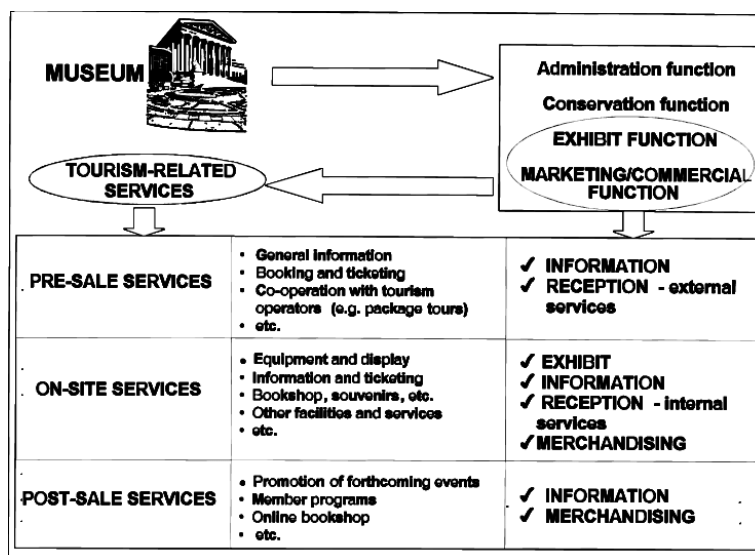 MUSEUM
Administration function
Conservation function
EXHIBIT FUNCTION
MARKETING/COMMERCIAL
FUNCTION
TOURISM-RELATED
SERVICES
PRE-SALE SERVICES
• General information
• Booking and ticketing
• Co-operation with tourism
operators (e.g. package tours)
• etc.
✓ INFORMATION
✓ RECEPTION - external
services
ON-SITE SERVICES
• Equipment and display
• Information and ticketing
• Bookshop, souvenirs, etc.
• Other facilities and services
• etc.
✓ EXHIBIT
✓ INFORMATION
✓ RECEPTION - internal
services
✓MERCHANDISING
POST-SALE SERVICES
• Promotion of forthcoming events
• Member programs
• Online bookshop
• etc.
✓ INFORMATION
✓ MERCHANDISING